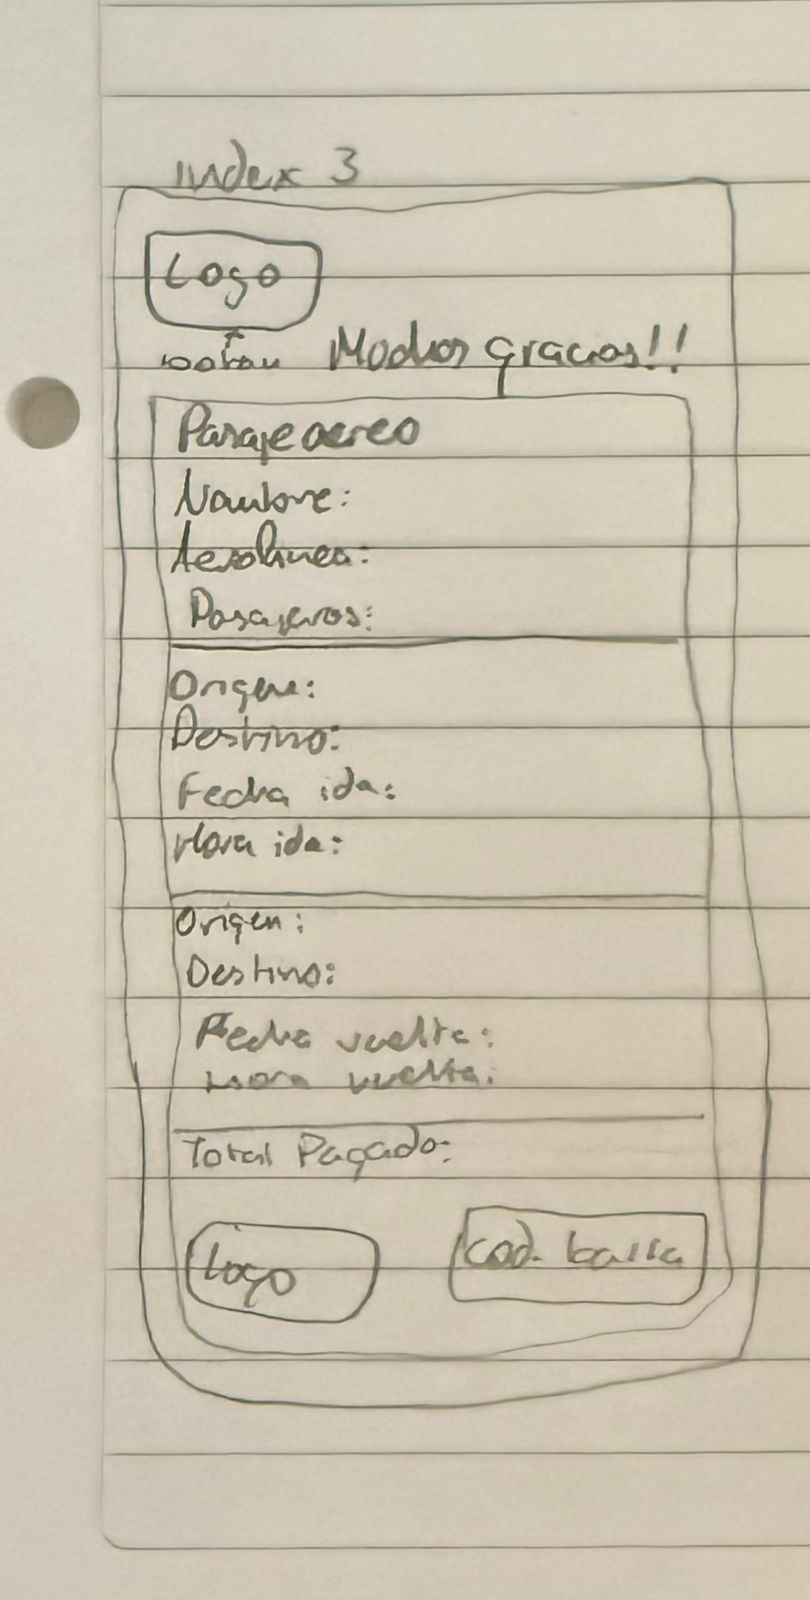 Index 3
Logo
boton
Muchas gracias!!
Pasaje aereo
Nombre:
Aerolinea:
Pasajeros:
Origen:
Destino:
Fecha ida:
Hora ida:
Origen:
Destino:
Fecha vuelta:
Hora vuelta:
Total Pagado:
Logo
cod. barra